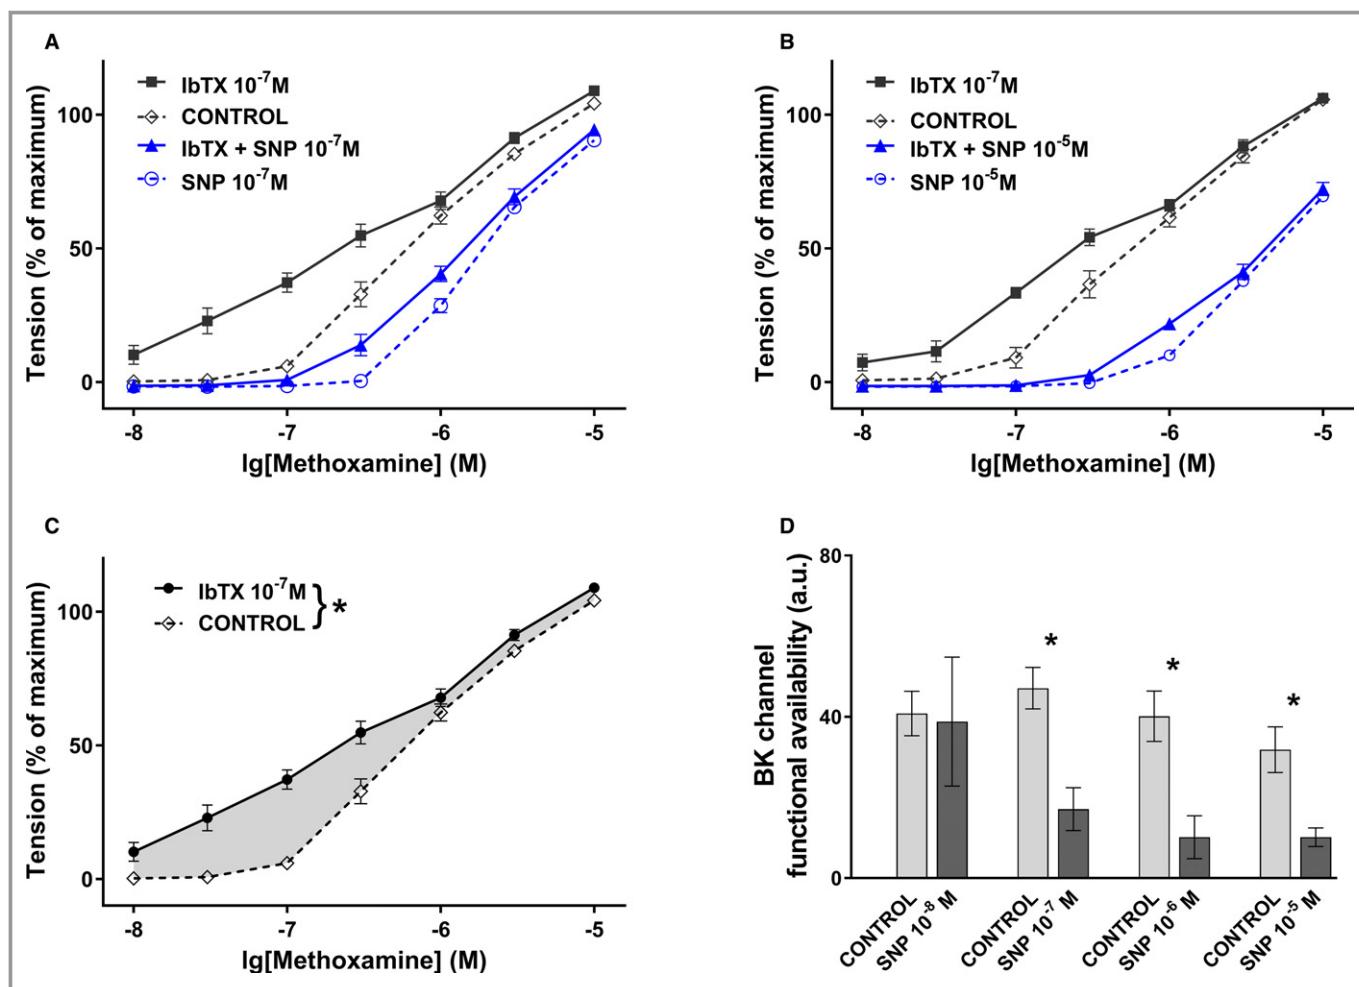 A
IbTX 10⁻⁷M
CONTROL
IbTX + SNP 10⁻⁷M
SNP 10⁻⁷M
Tension (% of maximum)
100
50
0
-8
-7
-6
-5
lg[Methoxamine] (M)
B
IbTX 10⁻⁷M
CONTROL
IbTX + SNP 10⁻⁵M
SNP 10⁻⁵M
Tension (% of maximum)
100
50
0
-8
-7
-6
-5
lg[Methoxamine] (M)
C
IbTX 10⁻⁷M
CONTROL
} *
Tension (% of maximum)
100
50
0
-8
-7
-6
-5
lg[Methoxamine] (M)
D
BK channel
functional availability (a.u.)
80
40
0
*
*
*
CONTROL
SNP 10⁻⁸ M
CONTROL
SNP 10⁻⁷ M
CONTROL
SNP 10⁻⁶ M
CONTROL
SNP 10⁻⁵ M